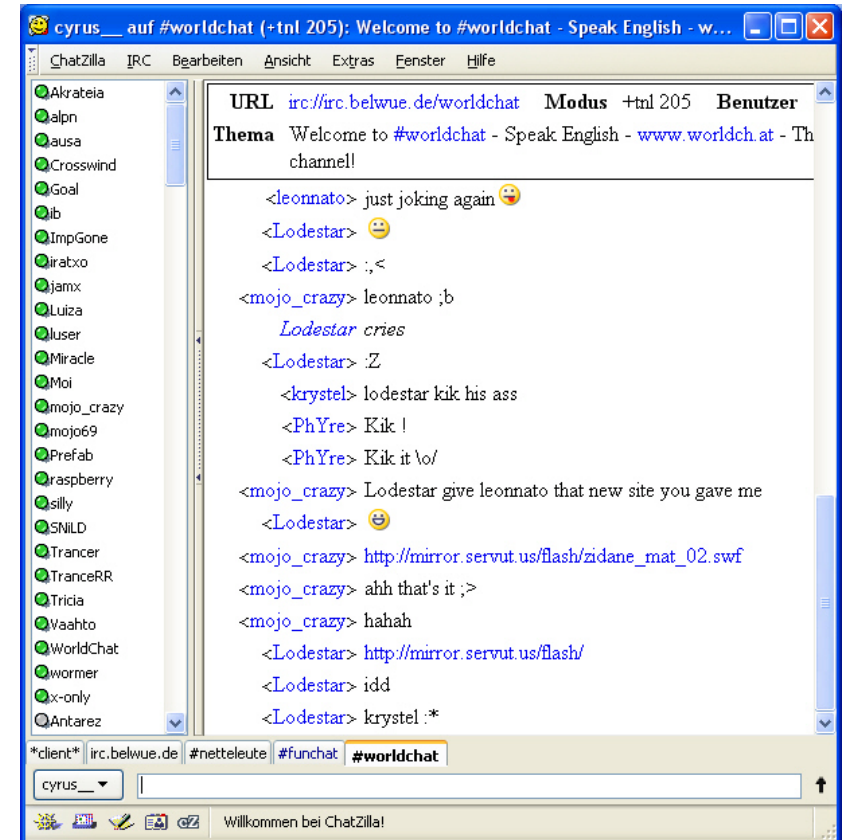 cyrus__ auf #worldchat (+tnl 205): Welcome to #worldchat - Speak English - w...
ChatZilla IRC Bearbeiten Ansicht Extras Fenster Hilfe
Akrateia
alpn
ausa
Crosswind
Goal
ib
ImpGone
iratxo
jamx
Luiza
luser
Miracle
Moi
mojo_crazy
mojo69
Prefab
raspberry
silly
SNiLD
Trancer
TranceRR
Tricia
Vaahto
WorldChat
wormer
x-only
Antarez
URL irc://irc.belwue.de/worldchat Modus +tnl 205 Benutzer
Thema Welcome to #worldchat - Speak English - www.worldch.at - Th
channel!
<leonnato> just joking again
<Lodestar>
<Lodestar> :,<
<mojo_crazy> leonnato ;b
Lodestar cries
<Lodestar> :Z
<krystel> lodestar kik his ass
<PhYre> Kik !
<PhYre> Kik it \o/
<mojo_crazy> Lodestar give leonnato that new site you gave me
<Lodestar>
<mojo_crazy> http://mirror.servut.us/flash/zidane_mat_02.swf
<mojo_crazy> ahh that's it ;>
<mojo_crazy> hahah
<Lodestar> http://mirror.servut.us/flash/
<Lodestar> idd
<Lodestar> krystel :*
*client* irc.belwue.de #netteleute #funchat #worldchat
cyrus__
CZ Willkommen bei ChatZilla!